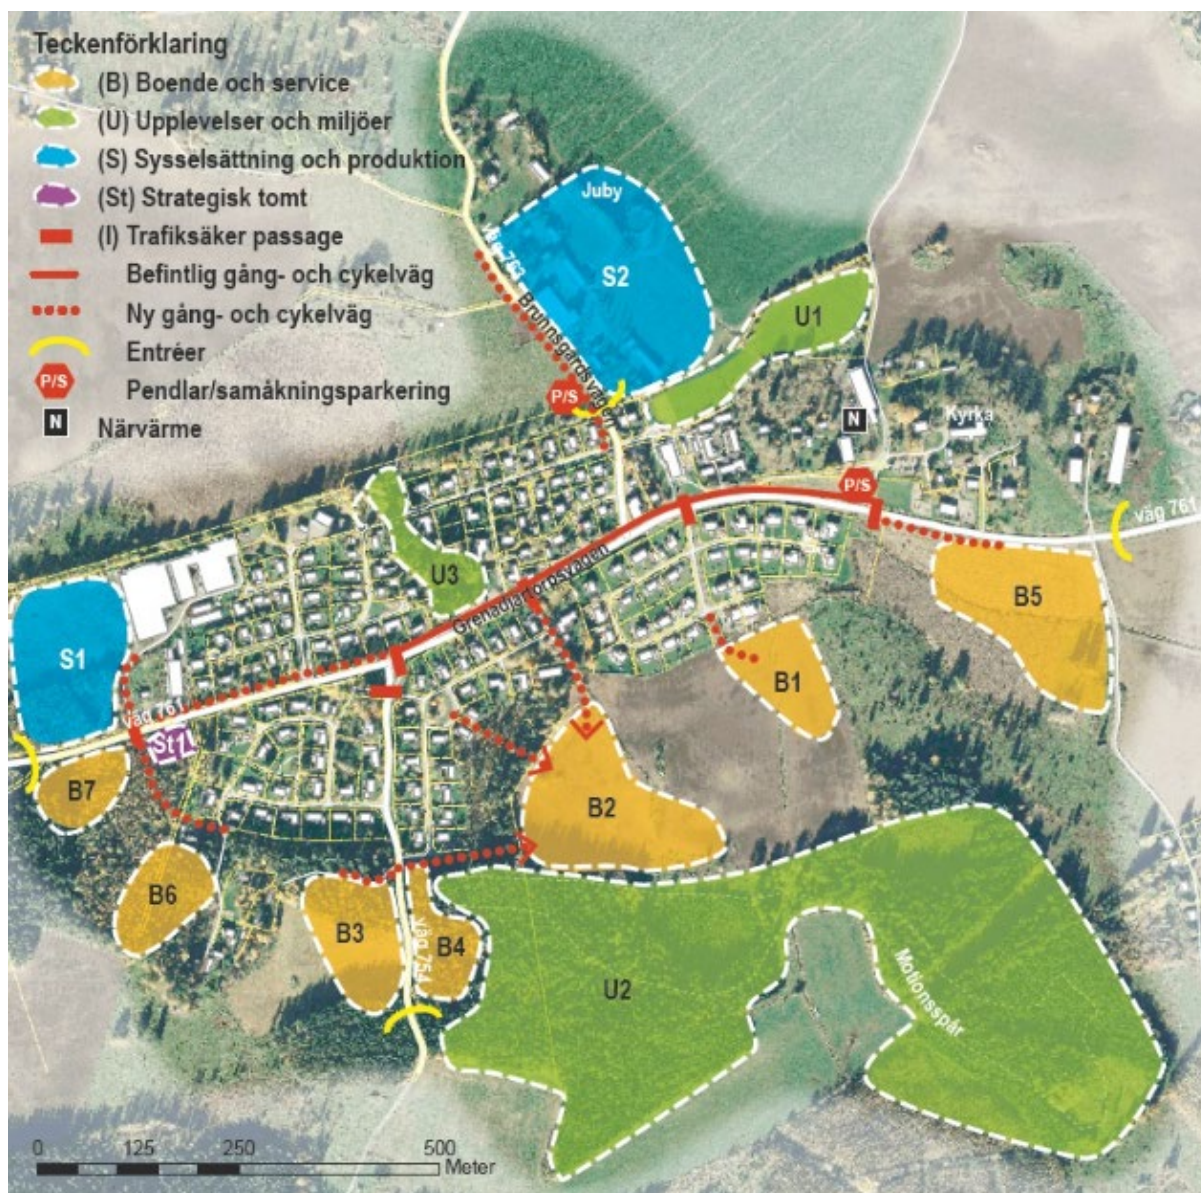 Teckenförklaring
(B) Boende och service
(U) Upplevelser och miljöer
(S) Sysselsättning och produktion
(St) Strategisk tomt
(I) Trafiksäker passage
Befintlig gång- och cykelväg
Ny gång- och cykelväg
Entréer
P/S
Pendlar/samåkningsparkering
N
Närvärme
Juby
S2
Brunnsgårdsvägen
U1
P/S
N
Kyrka
P/S
väg 761
U3
Grenadjärtorpsvägen
B5
S1
B1
väg 761
St1
B7
B2
B6
B3
väg 754
B4
U2
Motionsspår
0 125 250 500
Meter